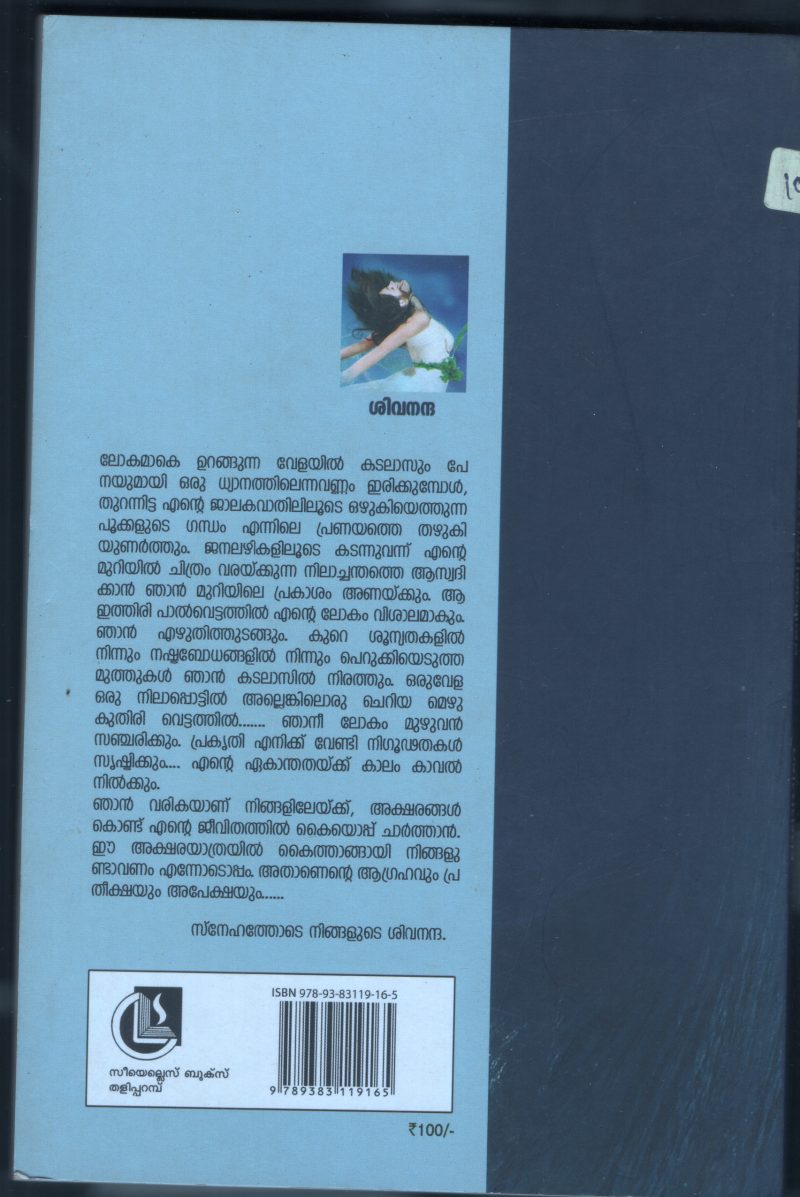 ശിവനന്ദ
ലോകമാകെ ഉറങ്ങുന്ന വേളയിൽ കടലാസും പേ
നയുമായി ഒരു ധ്യാനത്തിലെന്നവണ്ണം ഇരിക്കുമ്പോൾ,
തുറന്നിട്ട എന്റെ ജാലകവാതിലിലൂടെ ഒഴുകിയെത്തുന്ന
പൂക്കളുടെ ഗന്ധം എന്നിലെ പ്രണയത്തെ തഴുകി
യുണർത്തും. ജനലഴികളിലൂടെ കടന്നുവന്ന് എന്റെ
മുറിയിൽ ചിത്രം വരയ്ക്കുന്ന നിലാച്ചന്തത്തെ ആസ്വദി
ക്കാൻ ഞാൻ മുറിയിലെ പ്രകാശം അണയ്ക്കും. ആ
ഇത്തിരി പാൽവെട്ടത്തിൽ എന്റെ ലോകം വിശാലമാകും.
ഞാൻ എഴുതിത്തുടങ്ങും. കുറെ ശൂന്യതകളിൽ
നിന്നും നഷ്ടബോധങ്ങളിൽ നിന്നും പെറുക്കിയെടുത്ത
മുത്തുകൾ ഞാൻ കടലാസിൽ നിരത്തും. ഒരുവേള
ഒരു നിലാപ്പൊട്ടിൽ അല്ലെങ്കിലൊരു ചെറിയ മെഴു
കുതിരി വെട്ടത്തിൽ....... ഞാനീ ലോകം മുഴുവൻ
സഞ്ചരിക്കും. പ്രകൃതി എനിക്ക് വേണ്ടി നിഗൂഢതകൾ
സൃഷ്ടിക്കും.... എന്റെ ഏകാന്തതയ്ക്ക് കാലം കാവൽ
നിൽക്കും.
ഞാൻ വരികയാണ് നിങ്ങളിലേയ്ക്ക്, അക്ഷരങ്ങൾ
കൊണ്ട് എന്റെ ജീവിതത്തിൽ കൈയൊപ്പ് ചാർത്താൻ.
ഈ അക്ഷരയാത്രയിൽ കൈത്താങ്ങായി നിങ്ങളു
ണ്ടാവണം എന്നോടൊപ്പം. അതാണെന്റെ ആഗ്രഹവും പ്ര
തീക്ഷയും അപേക്ഷയും......
സ്നേഹത്തോടെ നിങ്ങളുടെ ശിവനന്ദ.
ISBN 978-93-83119-16-5
സീയെല്ലെസ് ബുക്സ്
തളിപ്പറമ്പ്
9 789383 119165
₹100/-